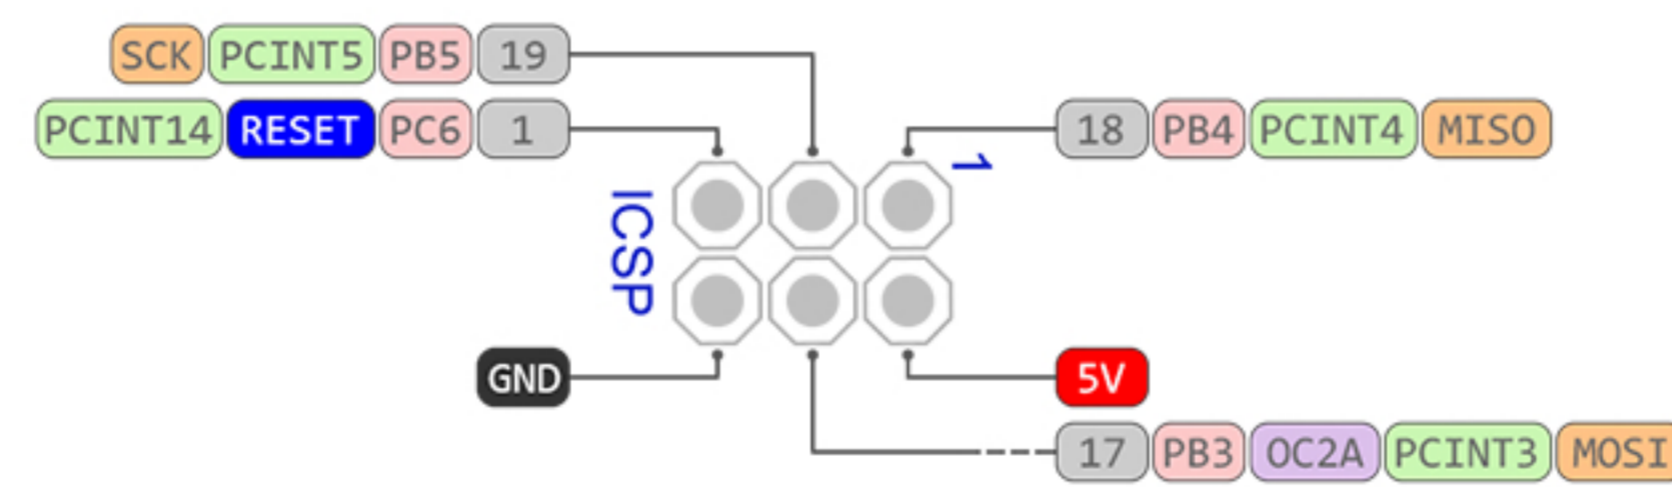 SCK PCINT5 PB5 19
PCINT14 RESET PC6 1
18 PB4 PCINT4 MISO
1
ICSP
GND
5V
17 PB3 OC2A PCINT3 MOSI